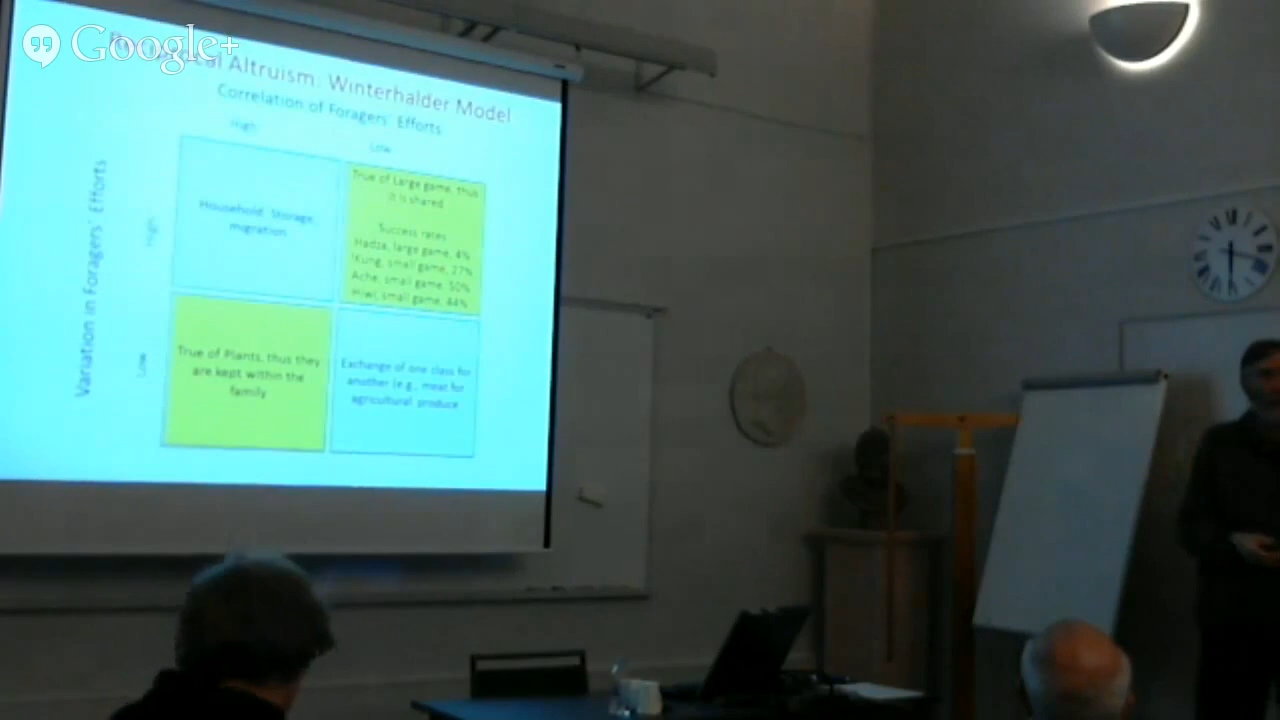 Google+
Altruism: Winterhalder Model
Correlation of Foragers' Efforts
High
Low
Variation in Foragers' Efforts
High
Low
Household Storage,
migration
True of Large game, thus
it is shared
Success rates
Hadza, large game, 4%
!Kung, small game, 27%
Ache, small game, 50%
Hiwi, small game, 44%
True of Plants, thus they
are kept within the
family
Exchange of one class for
another (e.g., meat for
agricultural produce